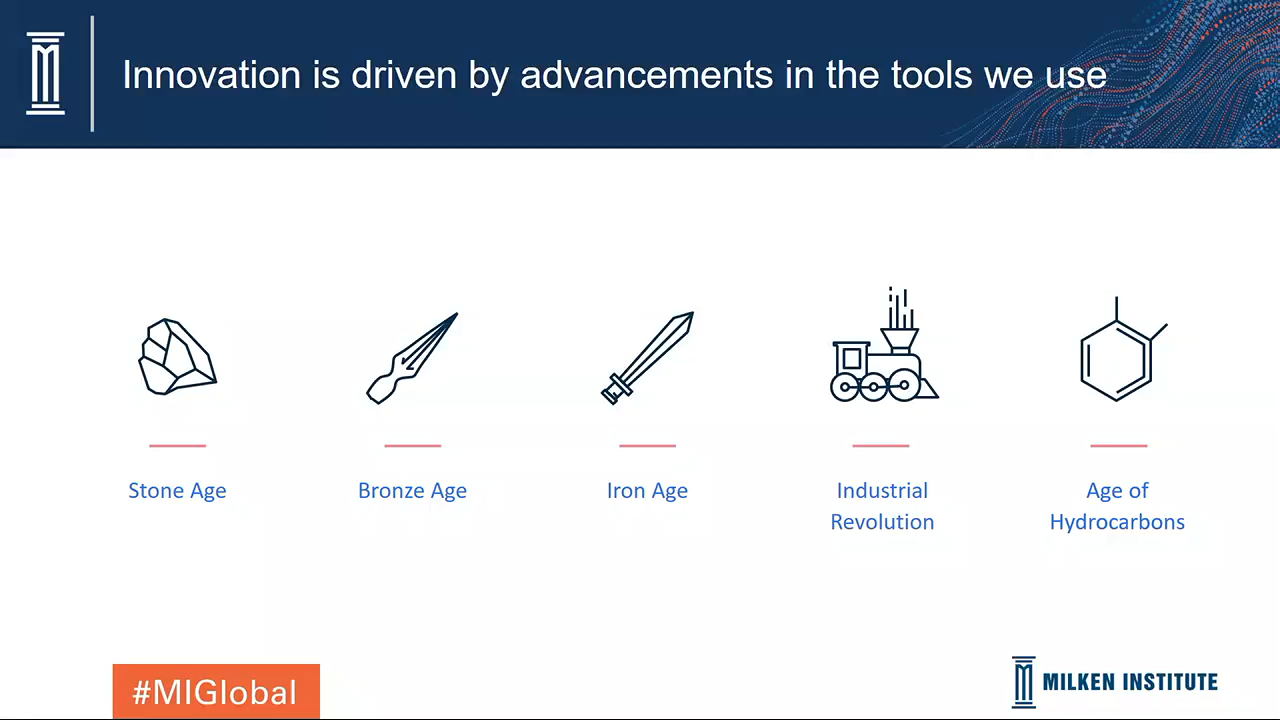 Innovation is driven by advancements in the tools we use
Stone Age
Bronze Age
Iron Age
Industrial
Revolution
Age of
Hydrocarbons
#MIGlobal
MILKEN INSTITUTE